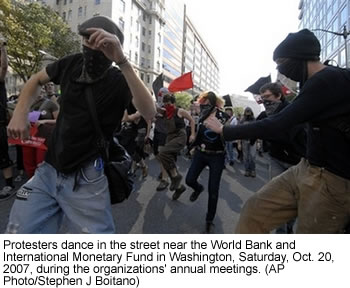 Protesters dance in the street near the World Bank and
International Monetary Fund in Washington, Saturday, Oct. 20,
2007, during the organizations' annual meetings. (AP
Photo/Stephen J Boitano)